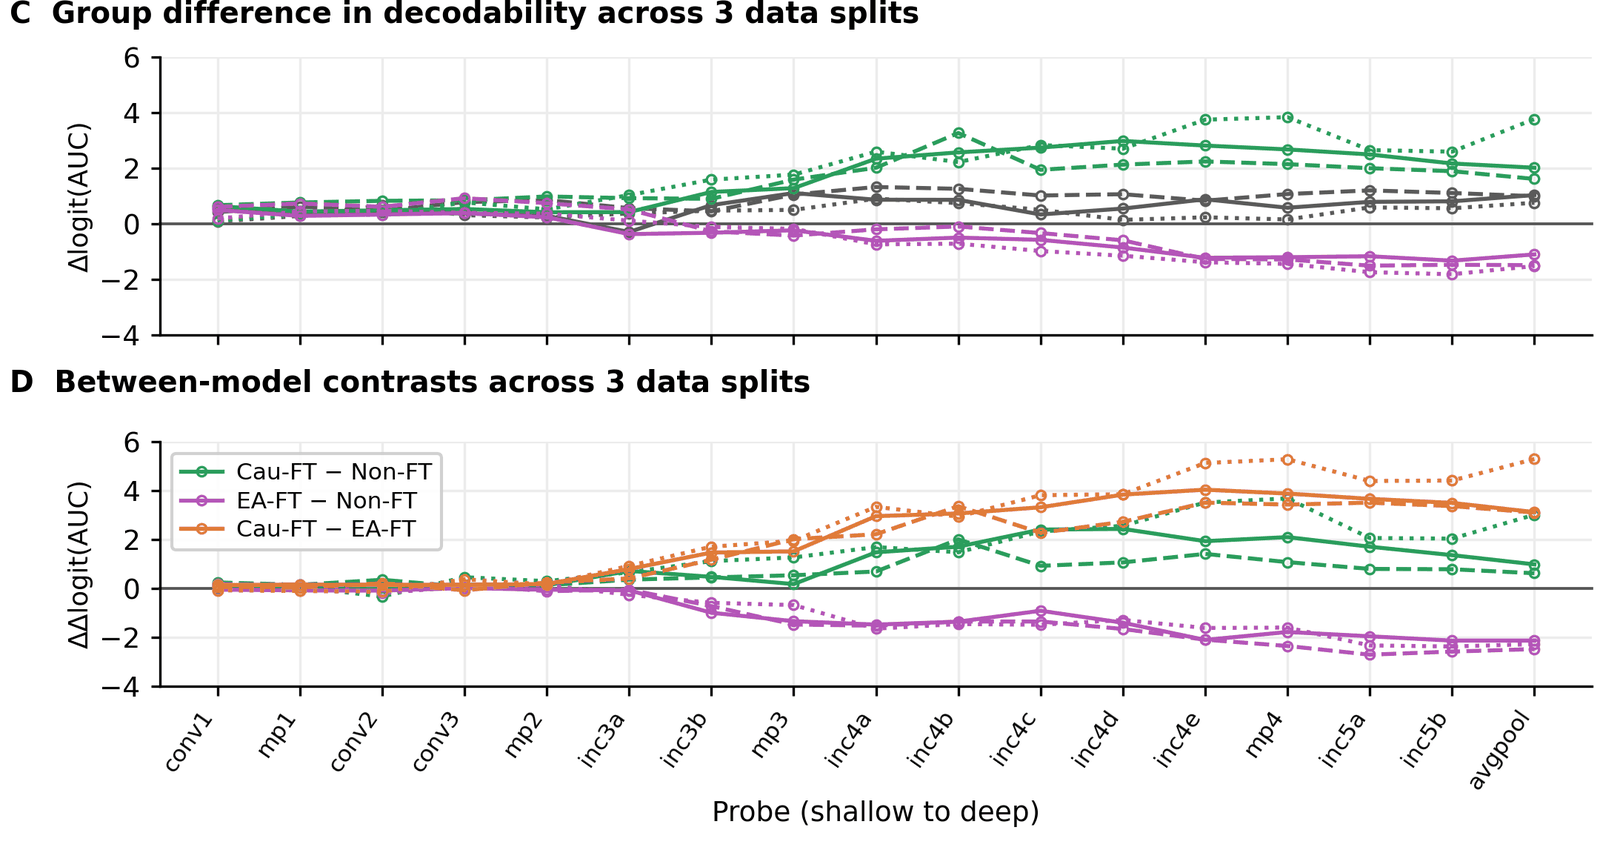 C Group difference in decodability across 3 data splits
6
4
2
0
−2
−4
Δlogit(AUC)
D Between-model contrasts across 3 data splits
6
4
2
0
−2
−4
ΔΔlogit(AUC)
Cau-FT − Non-FT
EA-FT − Non-FT
Cau-FT − EA-FT
conv1
mp1
conv2
conv3
mp2
inc3a
inc3b
mp3
inc4a
inc4b
inc4c
inc4d
inc4e
mp4
inc5a
inc5b
avgpool
Probe (shallow to deep)